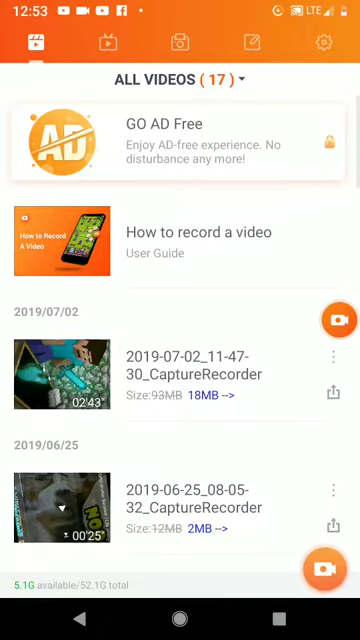 12:53
LTE
ALL VIDEOS ( 17 )
AD
GO AD Free
Enjoy AD-free experience. No
disturbance any more!
How to Record
A Video
How to record a video
User Guide
2019/07/02
02'43"
2019-07-02_11-47-
30_CaptureRecorder
Size:93MB 18MB -->
2019/06/25
00'25"
2019-06-25_08-05-
32_CaptureRecorder
Size:12MB 2MB -->
5.1G available/52.1G total